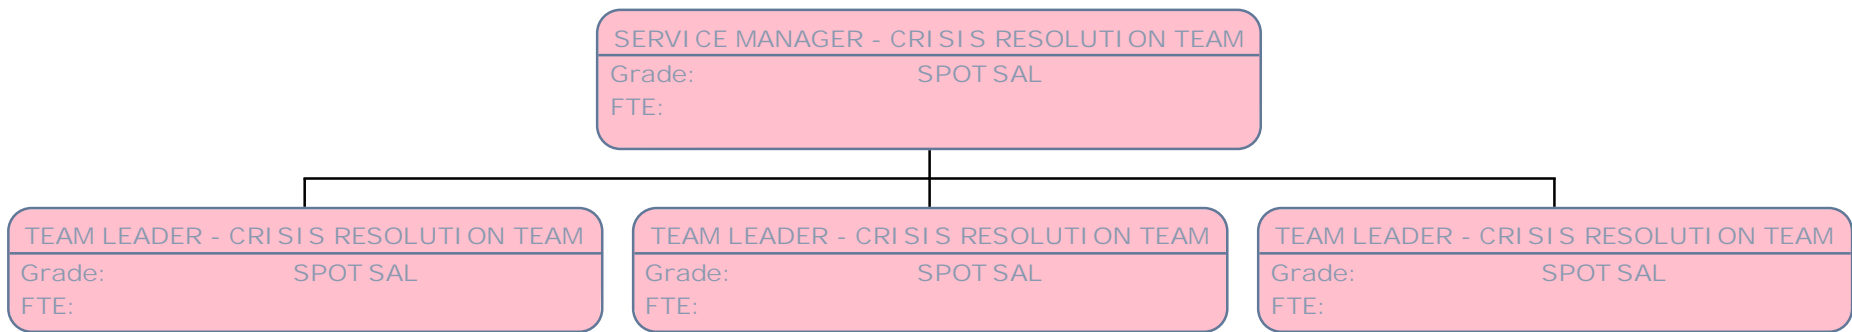 SERVICE MANAGER - CRISIS RESOLUTION TEAM
Grade: SPOT SAL
FTE:
TEAM LEADER - CRISIS RESOLUTION TEAM
Grade: SPOT SAL
FTE:
TEAM LEADER - CRISIS RESOLUTION TEAM
Grade: SPOT SAL
FTE:
TEAM LEADER - CRISIS RESOLUTION TEAM
Grade: SPOT SAL
FTE: